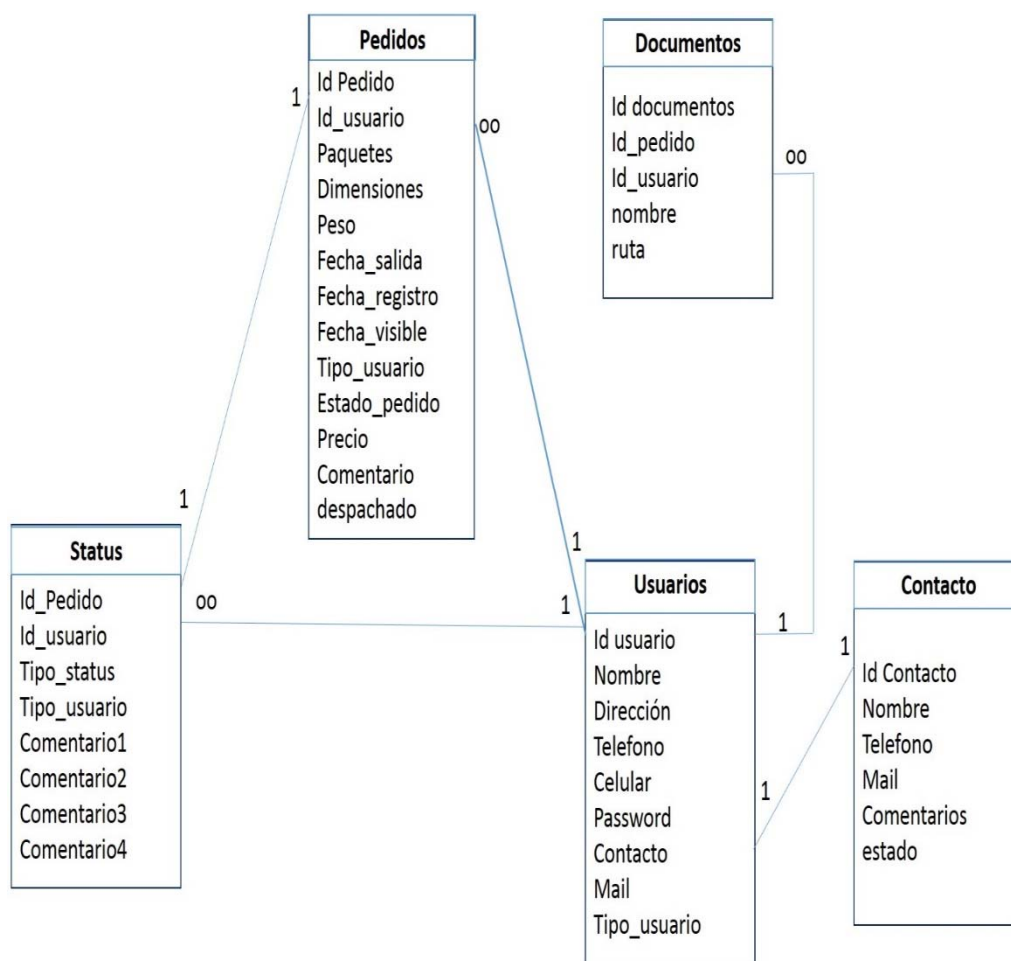 Pedidos
Id Pedido
Id_usuario
Paquetes
Dimensiones
Peso
Fecha_salida
Fecha_registro
Fecha_visible
Tipo_usuario
Estado_pedido
Precio
Comentario
despachado
Documentos
Id documentos
Id_pedido
Id_usuario
nombre
ruta
1
oo
oo
1
1
Status
Id_Pedido
Id_usuario
Tipo_status
Tipo_usuario
Comentario1
Comentario2
Comentario3
Comentario4
oo
1
Usuarios
Id usuario
Nombre
Dirección
Telefono
Celular
Password
Contacto
Mail
Tipo_usuario
1
1
1
Contacto
Id Contacto
Nombre
Telefono
Mail
Comentarios
estado